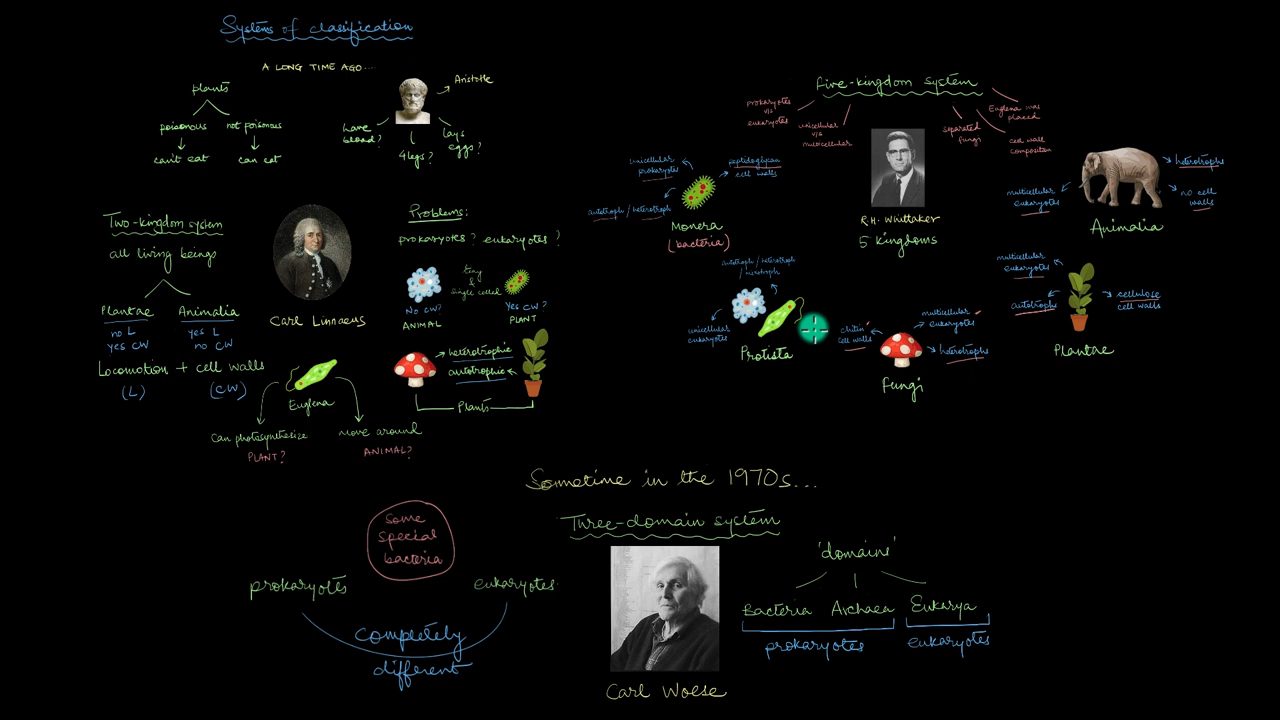 Systems of classification
A LONG TIME AGO....
plants
poisonous
not poisonous
can't eat
can eat
Aristotle
have
blood?
4 legs?
lays
eggs?
Two-kingdom system
all living beings
Plantae
no L
yes CW
Animalia
yes L
no CW
Locomotion + cell walls
(L)
(CW)
Carl Linnaeus
Euglena
can photosynthesize
PLANT?
move around
ANIMAL?
Problems:
prokaryotes? eukaryotes?
tiny
&
single celled
No CW?
ANIMAL
Yes CW?
PLANT
heterotrophic
autotrophic
Plants
five-kingdom system
prokaryotes
v/s
eukaryotes
unicellular
v/s
multicellular
separated
fungi
Euglena was
placed
cell wall
composition
R.H. Whittaker
5 kingdoms
unicellular
prokaryotes
peptidoglycan
cell walls
autotroph / heterotroph
Monera
(bacteria)
autotroph / heterotroph
unicellular
eukaryotes
Protista
chitin
cell walls
multicellular
eukaryotes
heterotrophs
fungi
heterotrophs
multicellular
eukaryotes
no cell
walls
Animalia
multicellular
eukaryotes
autotrophs
cellulose
cell walls
Plantae
Sometime in the 1970s...
Three-domain system
some
special
bacteria
prokaryotes
eukaryotes
completely
different
Carl Woese
'domains'
Bacteria Archaea Eukarya
prokaryotes
eukaryotes